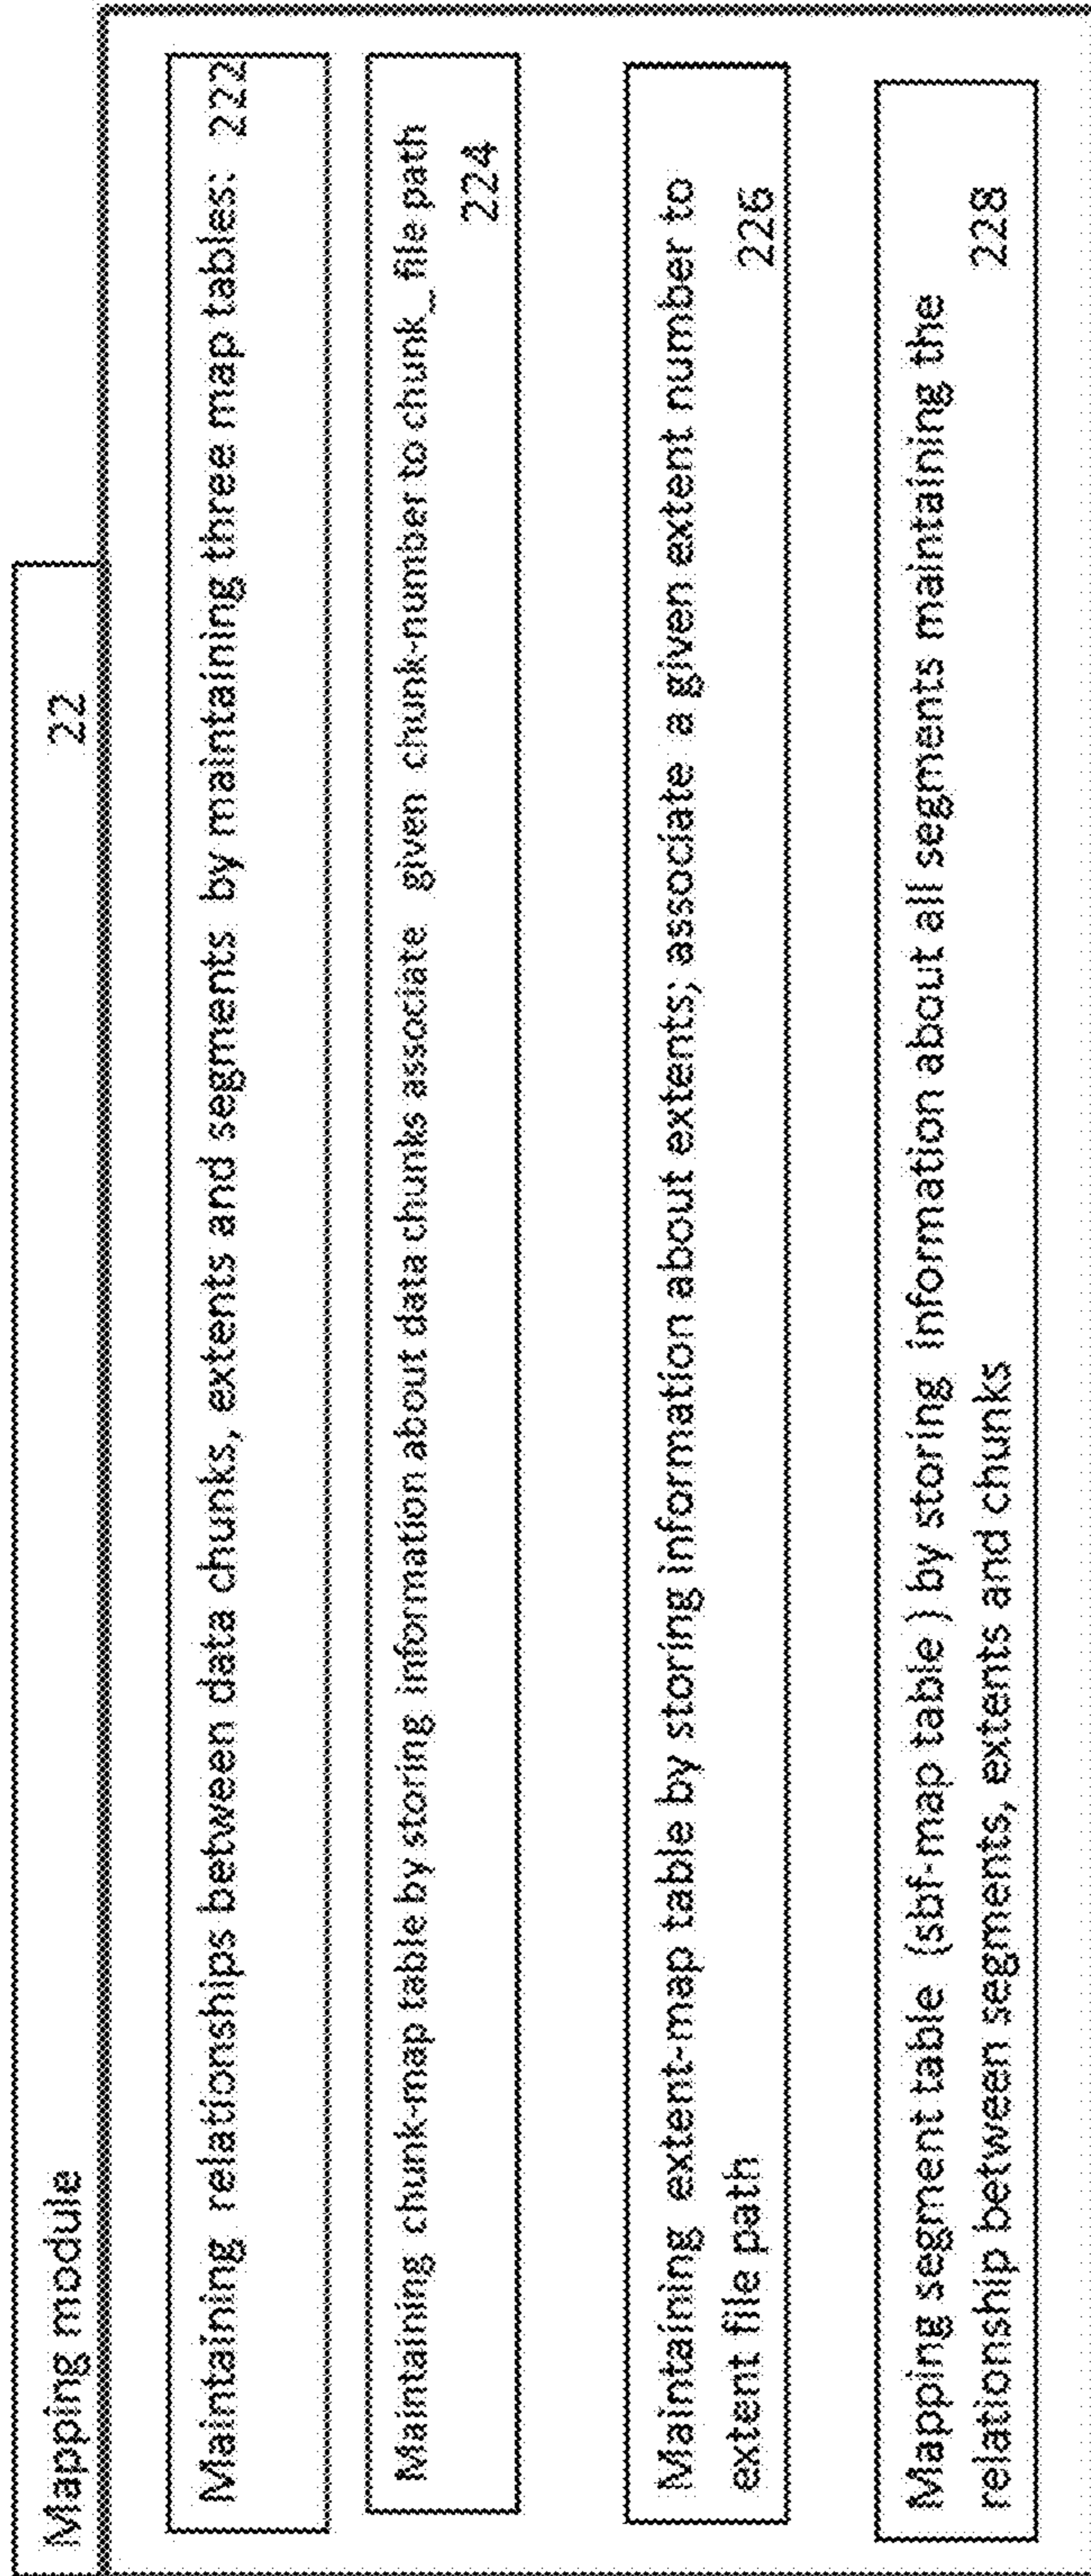 Mapping module 22
Maintaining relationships between data chunks, extents and segments by maintaining three map tables: 222
Maintaining chunk-map table by storing information about data chunks associate given chunk-number to chunk_file path
224
Maintaining extent-map table by storing information about extents; associate a given extent number to
extent file path 226
Mapping segment table (sbf-map table) by storing information about all segments maintaining the
relationship between segments, extents and chunks 228